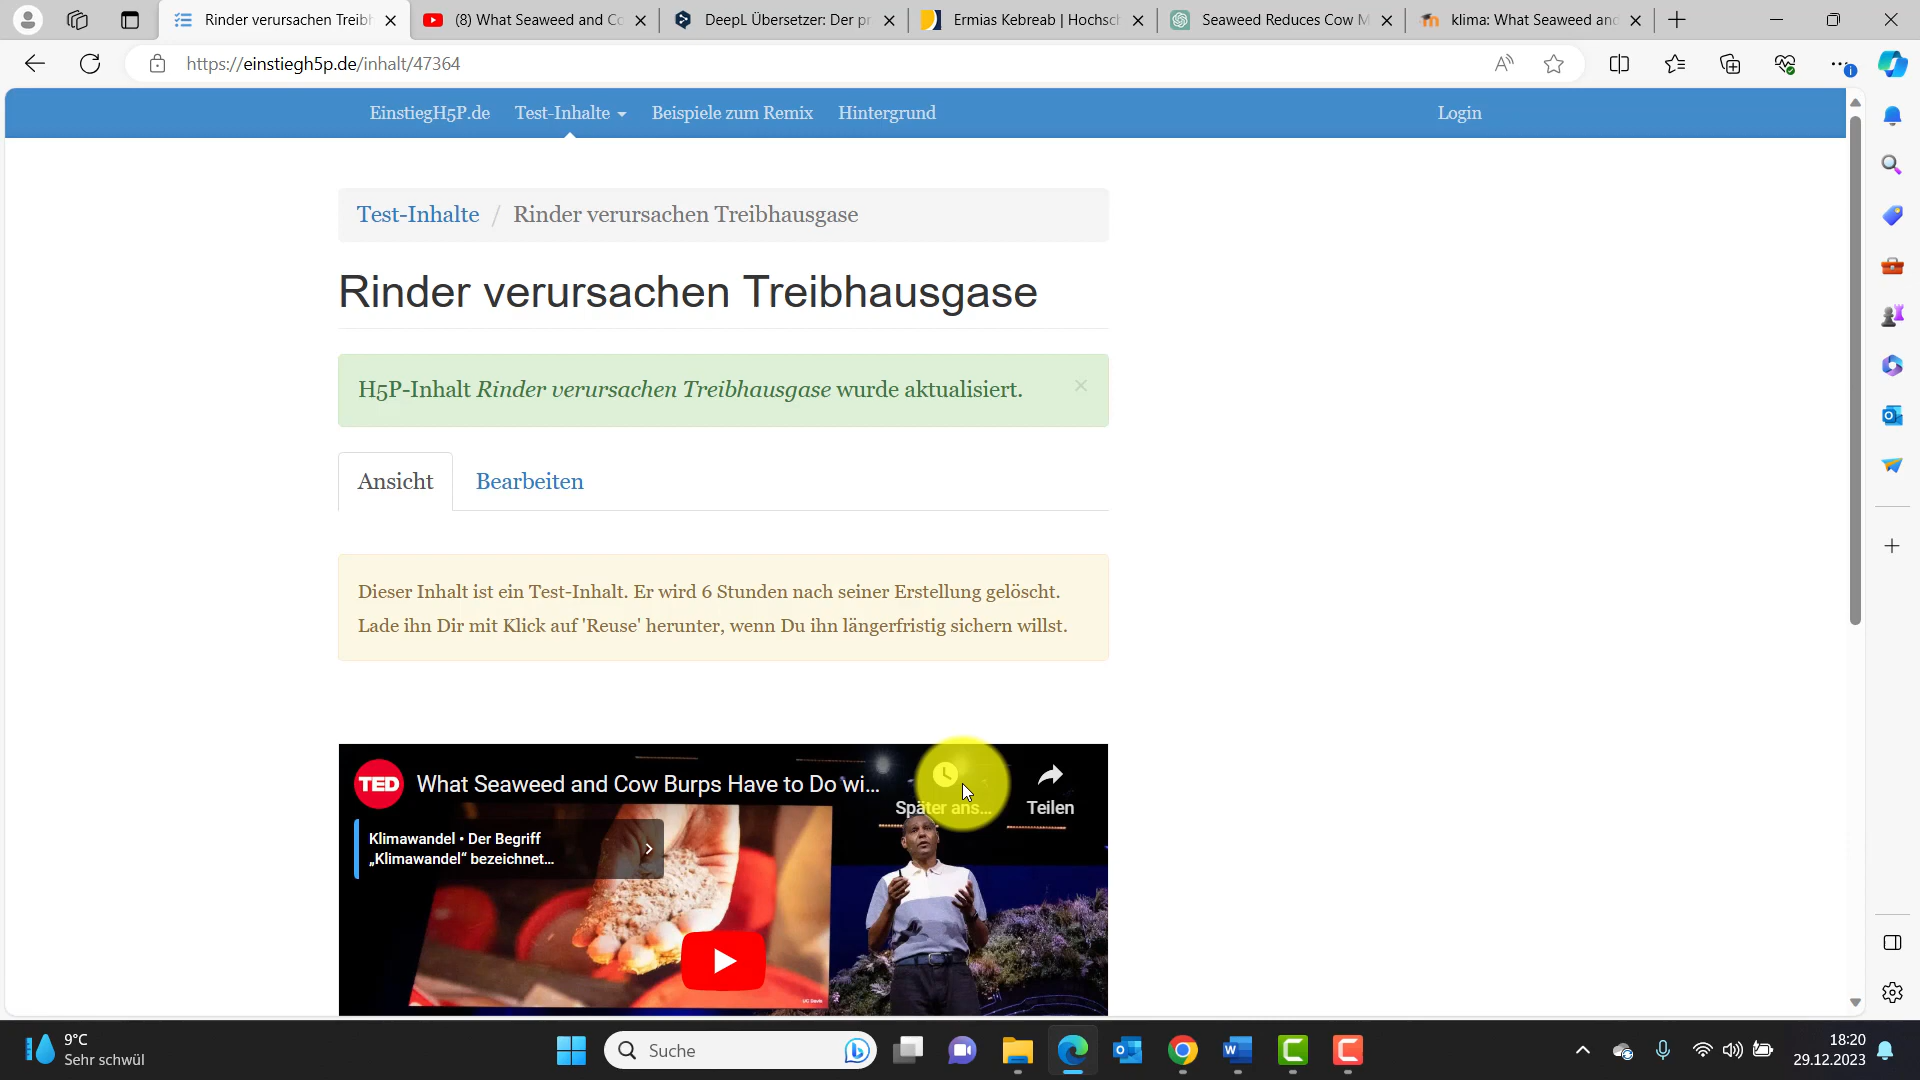 Rinder verursachen Treibh
(8) What Seaweed and Co
DeepL Übersetzer: Der pr
Ermias Kebreab | Hochsch
Seaweed Reduces Cow M
klima: What Seaweed and
https://einstiegh5p.de/inhalt/47364
EinstiegH5P.de
Test-Inhalte
Beispiele zum Remix
Hintergrund
Login
Test-Inhalte / Rinder verursachen Treibhausgase
Rinder verursachen Treibhausgase
H5P-Inhalt Rinder verursachen Treibhausgase wurde aktualisiert.
Ansicht
Bearbeiten
Dieser Inhalt ist ein Test-Inhalt. Er wird 6 Stunden nach seiner Erstellung gelöscht.
Lade ihn Dir mit Klick auf 'Reuse' herunter, wenn Du ihn längerfristig sichern willst.
TED
What Seaweed and Cow Burps Have to Do wi...
Später ans...
Teilen
Klimawandel • Der Begriff
„Klimawandel“ bezeichnet...
UC Davis
9°C
Sehr schwül
Suche
18:20
29.12.2023